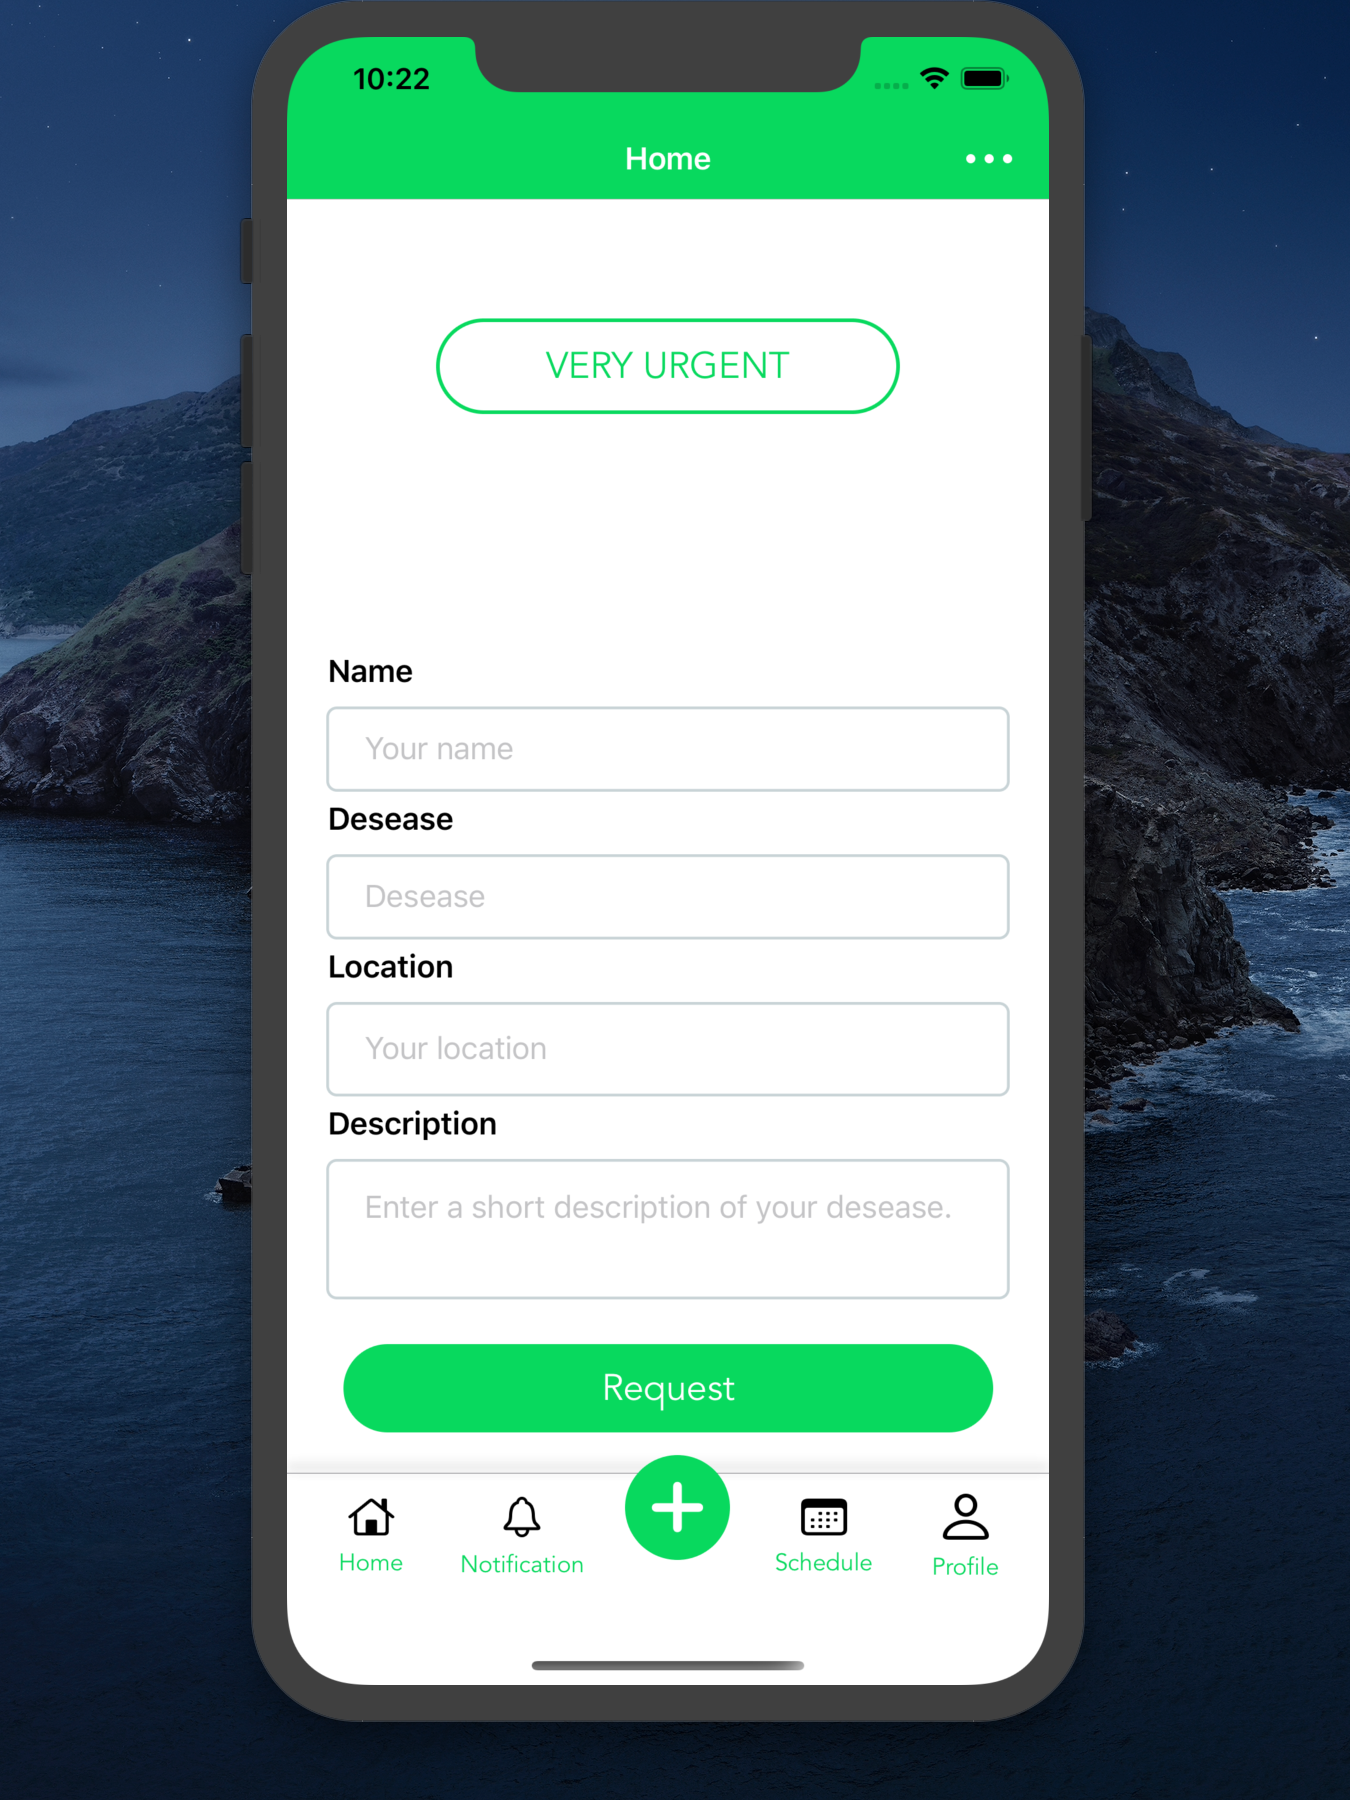 10:22
Home
VERY URGENT
Name
Your name
Desease
Desease
Location
Your location
Description
Enter a short description of your desease.
Request
Home
Notification
Schedule
Profile